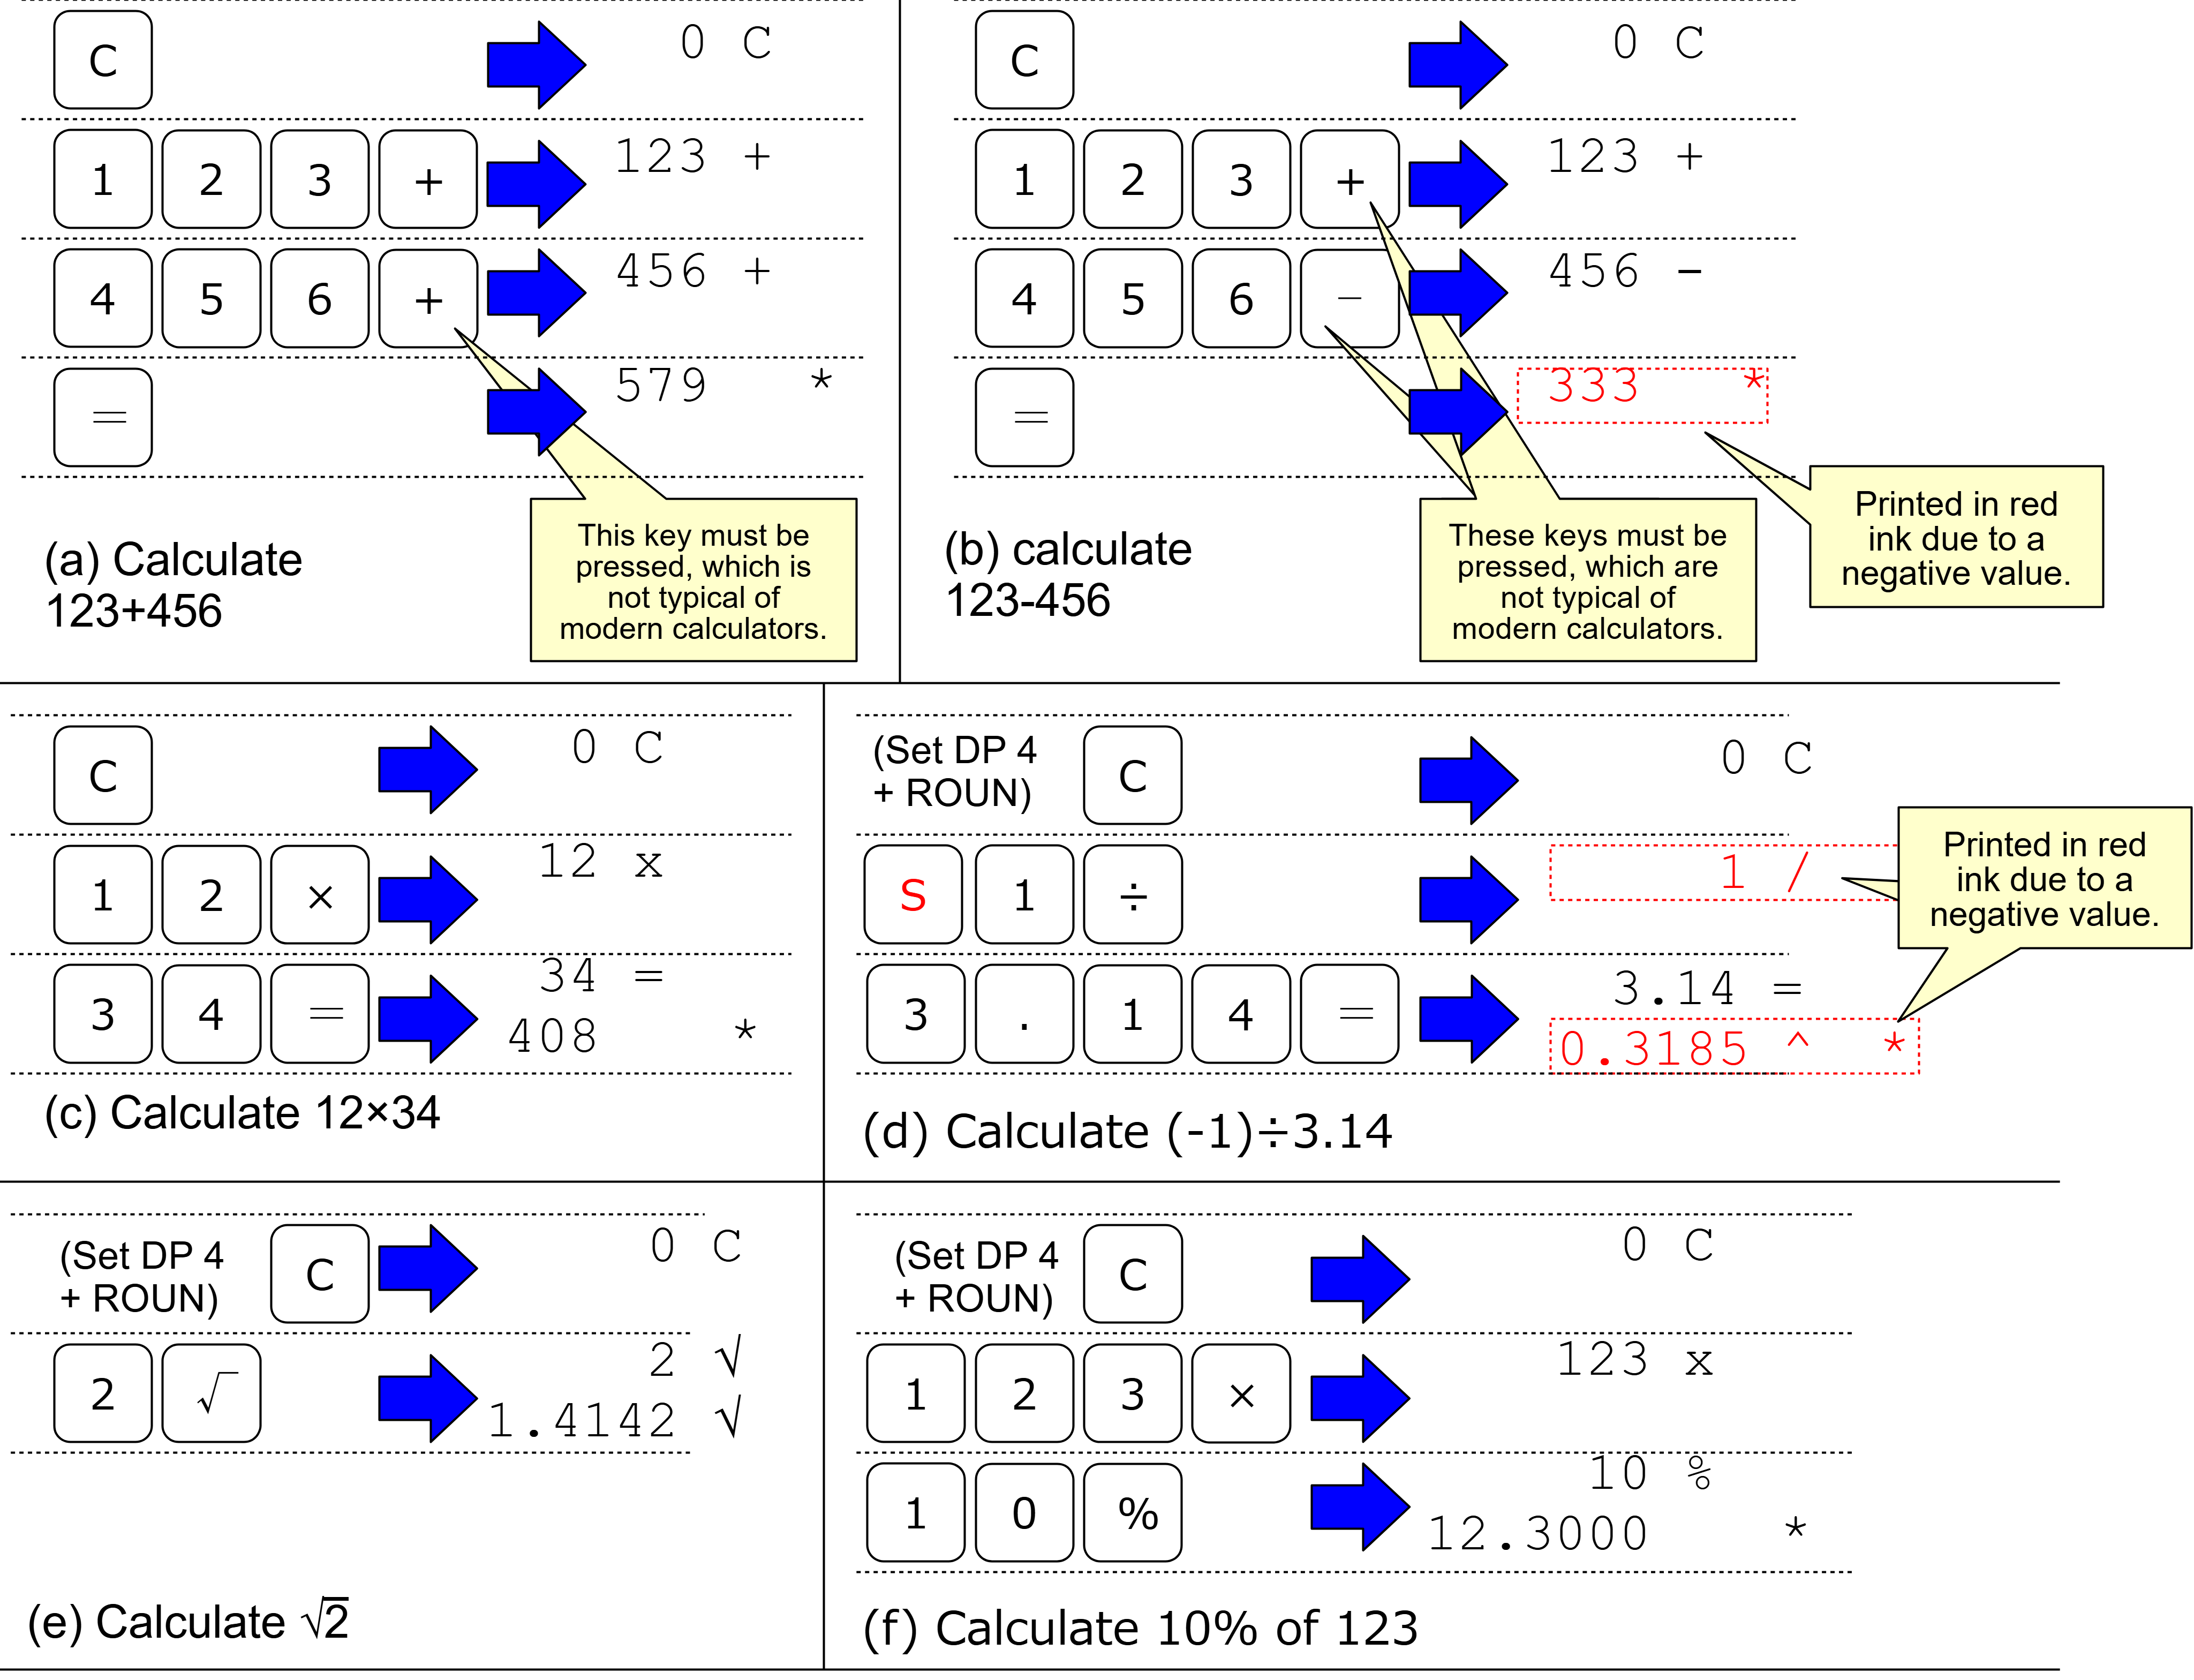 C 0 C
1 2 3 + 123 +
4 5 6 + 456 +
= 579 *
This key must be
pressed, which is
not typical of
modern calculators.
(a) Calculate
123+456
C 0 C
1 2 3 + 123 +
4 5 6 − 456 -
= 333 *
Printed in red
ink due to a
negative value.
These keys must be
pressed, which are
not typical of
modern calculators.
(b) calculate
123-456
C 0 C
1 2 × 12 x
3 4 = 34 =
408 *
(c) Calculate 12×34
(Set DP 4
+ ROUN) C 0 C
S 1 ÷ 1 /
Printed in red
ink due to a
negative value.
3 . 1 4 = 3.14 =
0.3185 ^ *
(d) Calculate (-1)÷3.14
(Set DP 4
+ ROUN) C 0 C
2 √ 2 √
1.4142 √
(e) Calculate √2
(Set DP 4
+ ROUN) C 0 C
1 2 3 × 123 x
1 0 % 10 %
12.3000 *
(f) Calculate 10% of 123